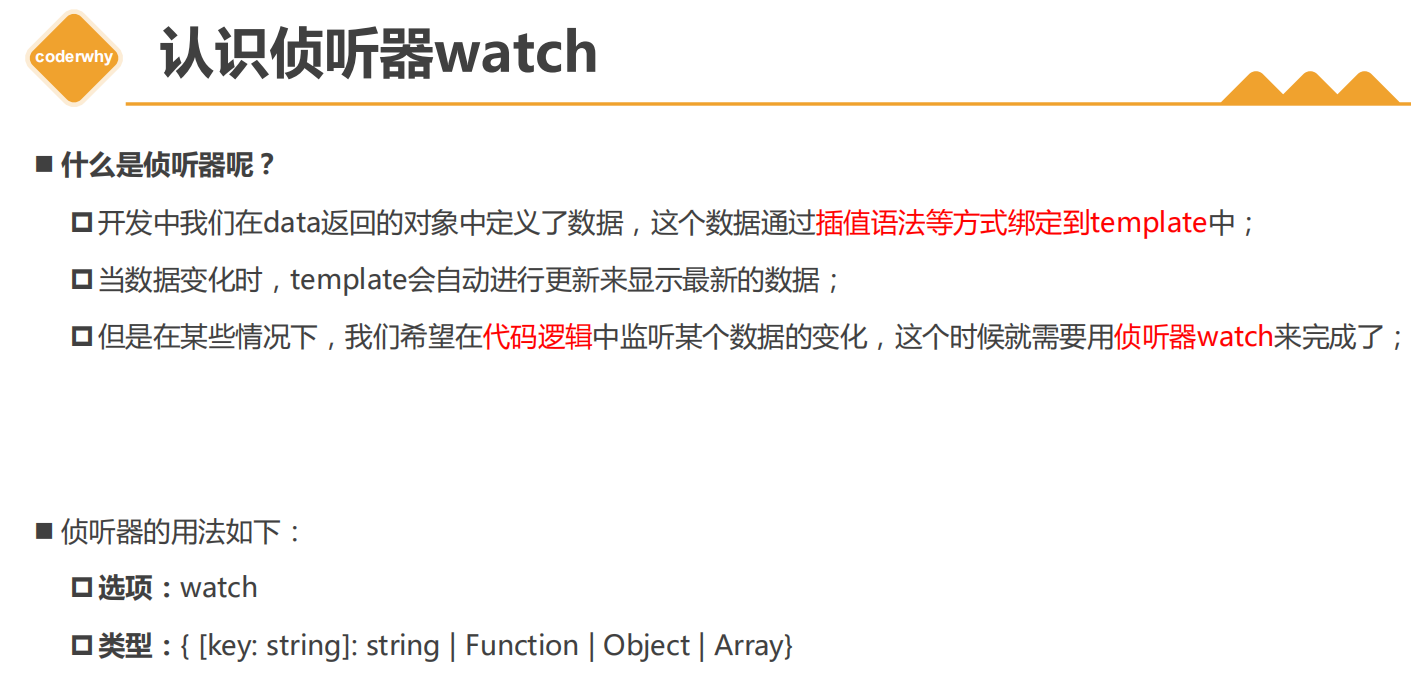 coderwhy
认识侦听器watch
什么是侦听器呢？
开发中我们在data返回的对象中定义了数据，这个数据通过插值语法等方式绑定到template中；
当数据变化时，template会自动进行更新来显示最新的数据；
但是在某些情况下，我们希望在代码逻辑中监听某个数据的变化，这个时候就需要用侦听器watch来完成了；
侦听器的用法如下：
选项：watch
类型：{ [key: string]: string | Function | Object | Array}